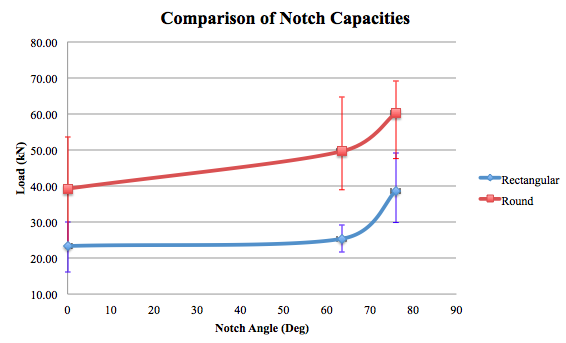 Comparison of Notch Capacities
80.00
70.00
60.00
50.00
40.00
30.00
20.00
10.00
Load (kN)
0 10 20 30 40 50 60 70 80 90
Notch Angle (Deg)
Rectangular
Round